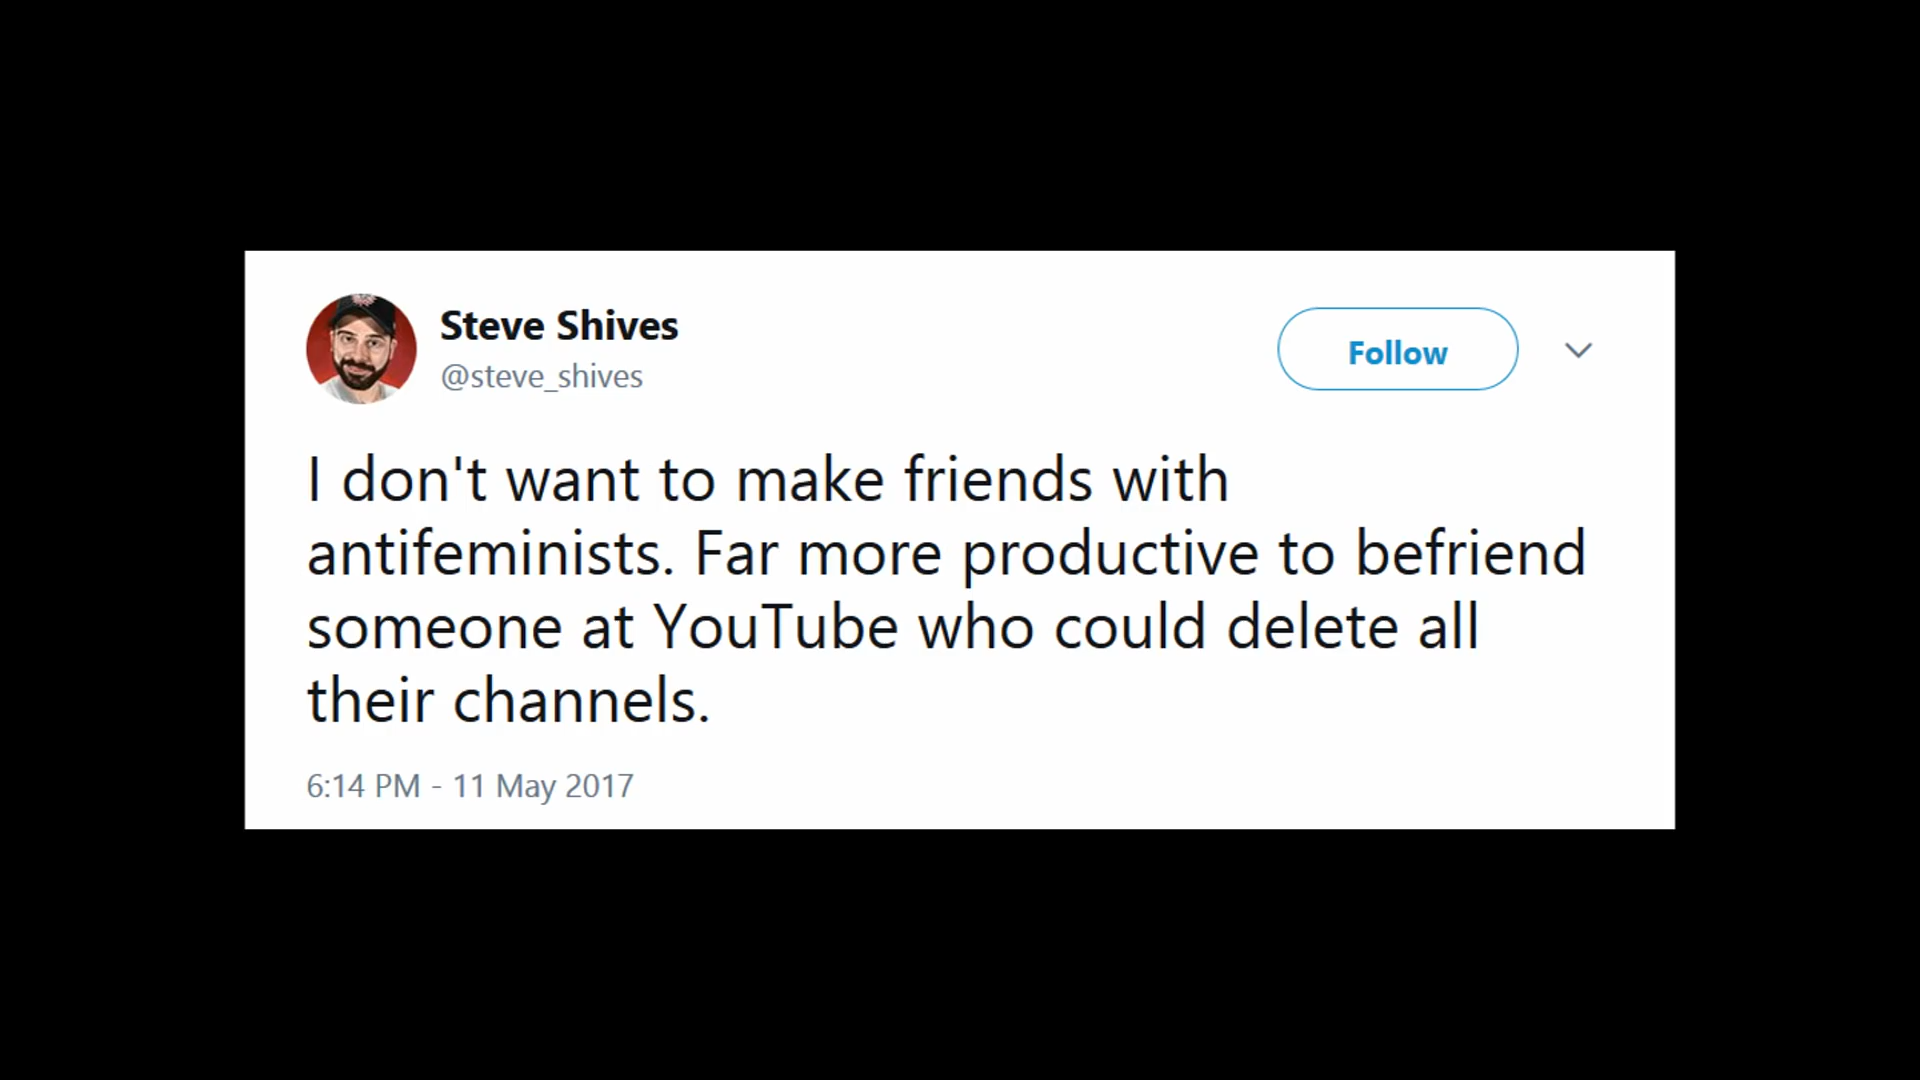 Steve Shives
@steve_shives
Follow
I don't want to make friends with
antifeminists. Far more productive to befriend
someone at YouTube who could delete all
their channels.
6:14 PM - 11 May 2017